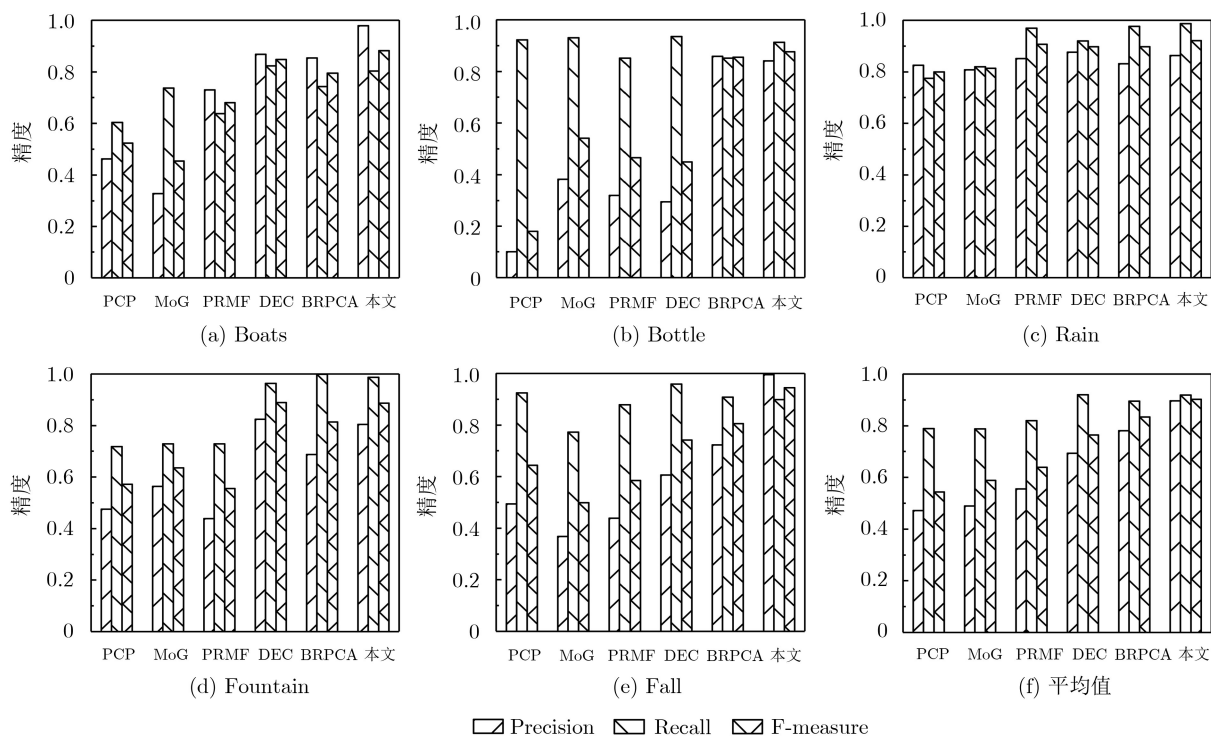 1.0 1.0 1.0
0.8 0.8 0.8
0.6 0.6 0.6
精度 精度 精度
0.4 0.4 0.4
0.2 0.2 0.2
0 0 0
PCP MoG PRMF DEC BRPCA 本文 PCP MoG PRMF DEC BRPCA 本文 PCP MoG PRMF DEC BRPCA 本文
(a) Boats (b) Bottle (c) Rain
1.0 1.0 1.0
0.8 0.8 0.8
0.6 0.6 0.6
精度 精度 精度
0.4 0.4 0.4
0.2 0.2 0.2
0 0 0
PCP MoG PRMF DEC BRPCA 本文 PCP MoG PRMF DEC BRPCA 本文 PCP MoG PRMF DEC BRPCA 本文
(d) Fountain (e) Fall (f) 平均值
Precision Recall F-measure